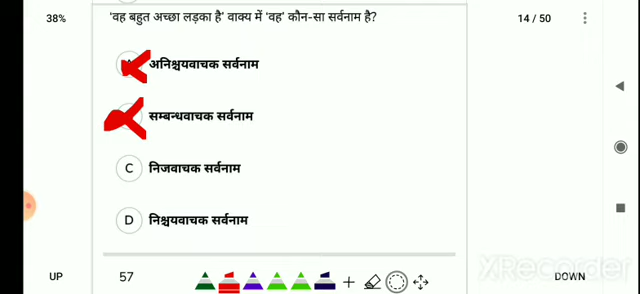 38%
'वह बहुत अच्छा लड़का है' वाक्य में 'वह' कौन-सा सर्वनाम है?
14 / 50
अनिश्चयवाचक सर्वनाम
सम्बन्धवाचक सर्वनाम
C निजवाचक सर्वनाम
D निश्चयवाचक सर्वनाम
UP
57
DOWN
XRecorder